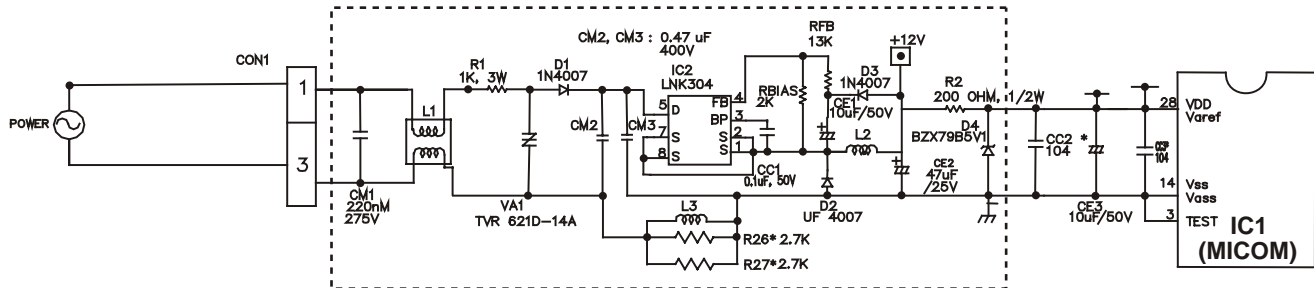 POWER
CON1
1
3
CM1
220nM
275V
L1
R1
1K, 3W
D1
1N4007
VA1
TVR 621D-14A
CM2, CM3 : 0.47 uF
400V
CM2
CM3
IC2
LNK304
5
D
7
S
8
S
FB
4
BP
3
S
2
S
1
CC1
0.1uF, 50V
RBIAS
2K
RFB
13K
CE1
10uF/50V
D3
1N4007
+12V
L2
D2
UF 4007
L3
R26* 2.7K
R27* 2.7K
CE2
47uF
/25V
R2
200 OHM, 1/2W
D4
BZX79B5V1
CC2
104
*
CE3
10uF/50V
104
28
VDD
Varef
14
Vss
Vass
3
TEST
IC1
(MICOM)